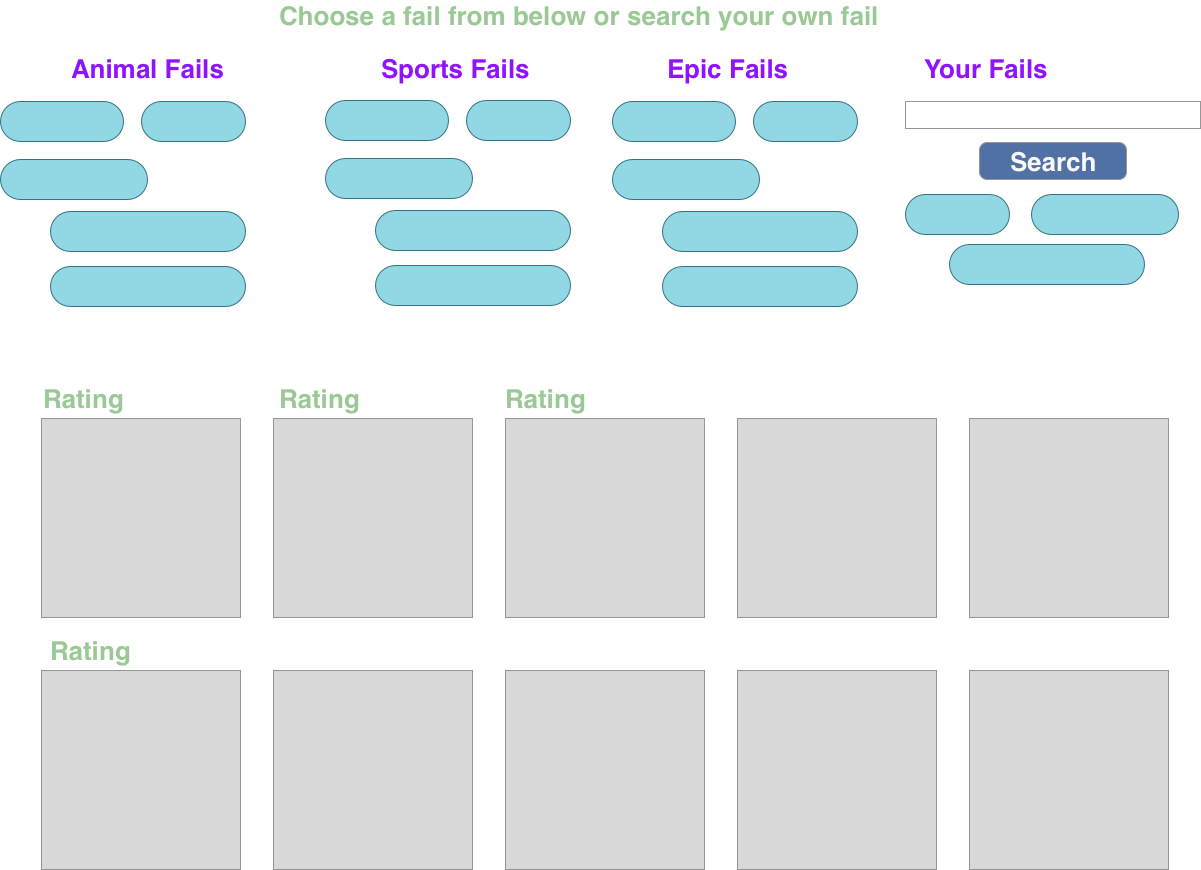 Choose a fail from below or search your own fail
Animal Fails
Sports Fails
Epic Fails
Your Fails
Search
Rating
Rating
Rating
Rating